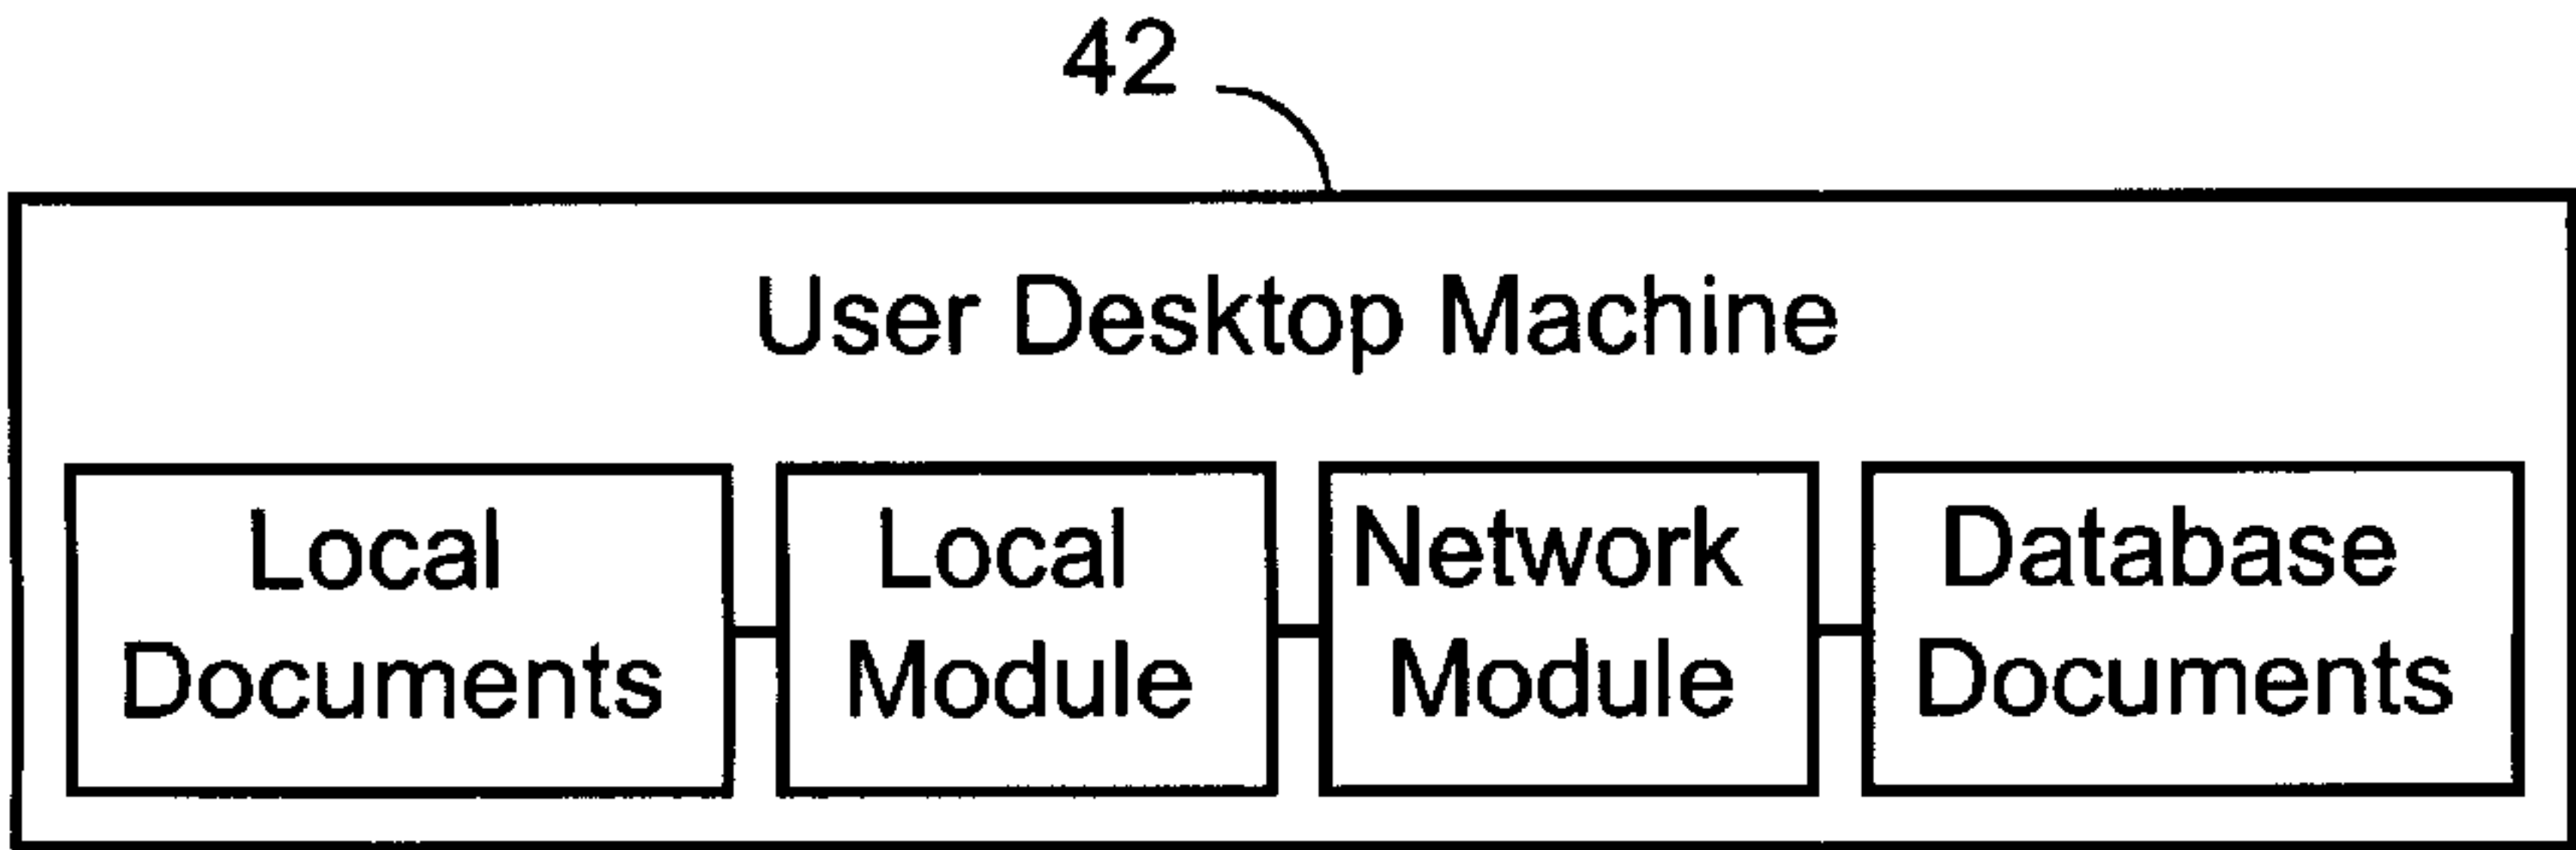 42
User Desktop Machine
Local
Documents
Local
Module
Network
Module
Database
Documents